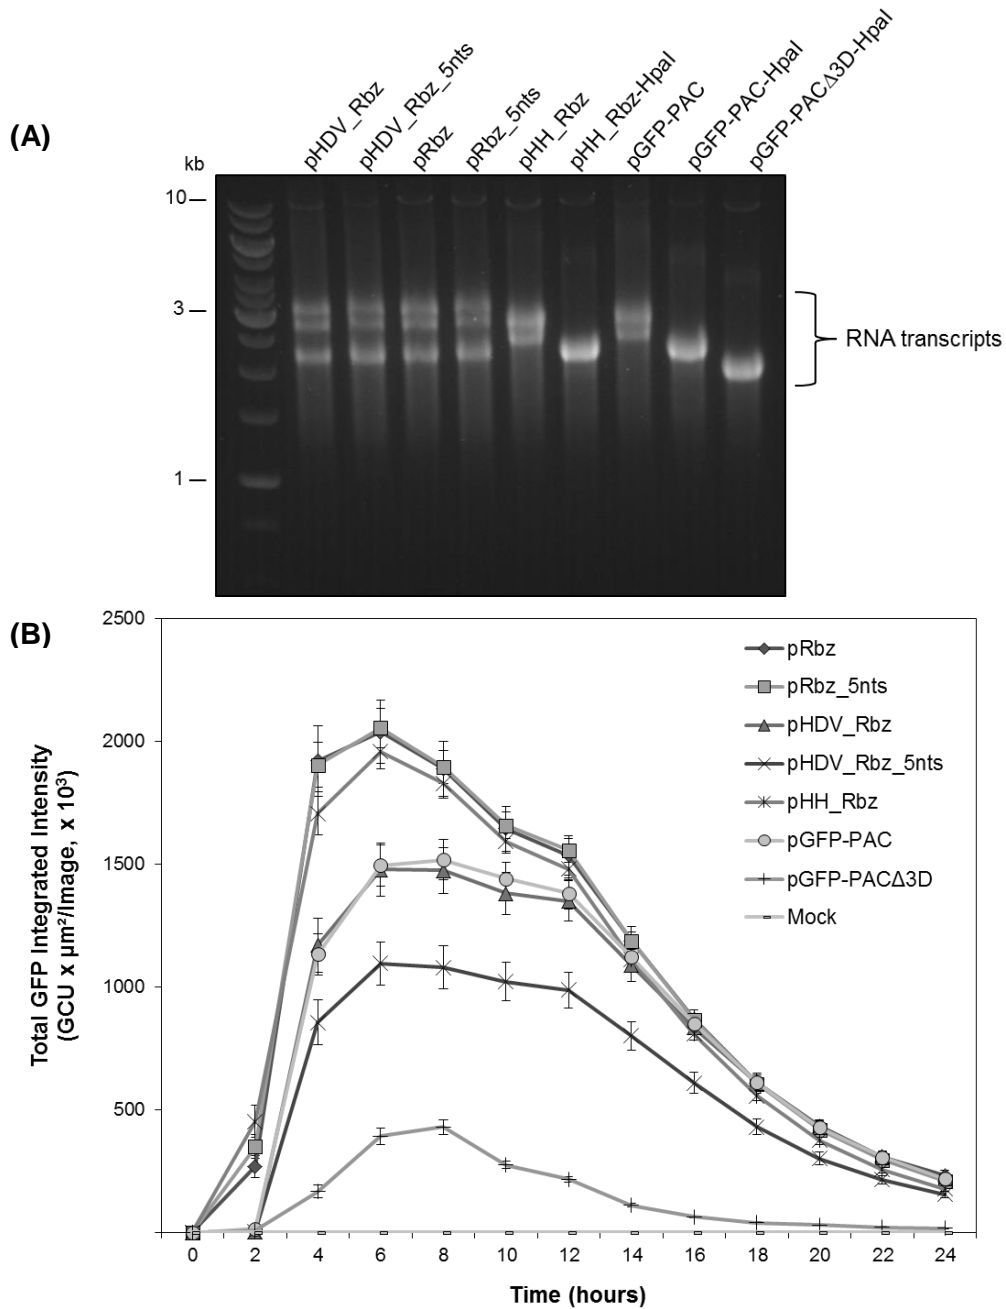 (A)
pHDV_Rbz
pHDV_Rbz_5nts
pRbz
pRbz_5nts
pHH_Rbz
pHH_Rbz-HpaI
pGFP-PAC
pGFP-PAC-HpaI
pGFP-PACΔ3D-HpaI
kb
10
3
1
RNA transcripts
(B)
Total GFP Integrated Intensity
(GCU x µm²/Image, x 10³)
2500
2000
1500
1000
500
pRbz
pRbz_5nts
pHDV_Rbz
pHDV_Rbz_5nts
pHH_Rbz
pGFP-PAC
pGFP-PACΔ3D
Mock
0 2 4 6 8 10 12 14 16 18 20 22 24
Time (hours)